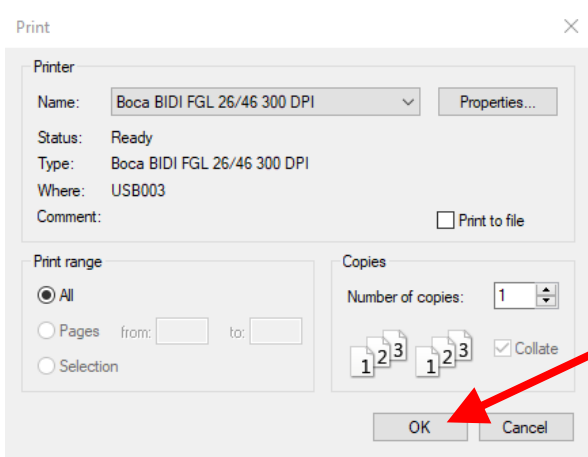 Print
Printer
Name: Boca BIDI FGL 26/46 300 DPI Properties...
Status: Ready
Type: Boca BIDI FGL 26/46 300 DPI
Where: USB003
Comment: Print to file
Print range
All
Pages from: to:
Selection
Copies
Number of copies: 1
1 2 3 1 2 3 Collate
OK Cancel